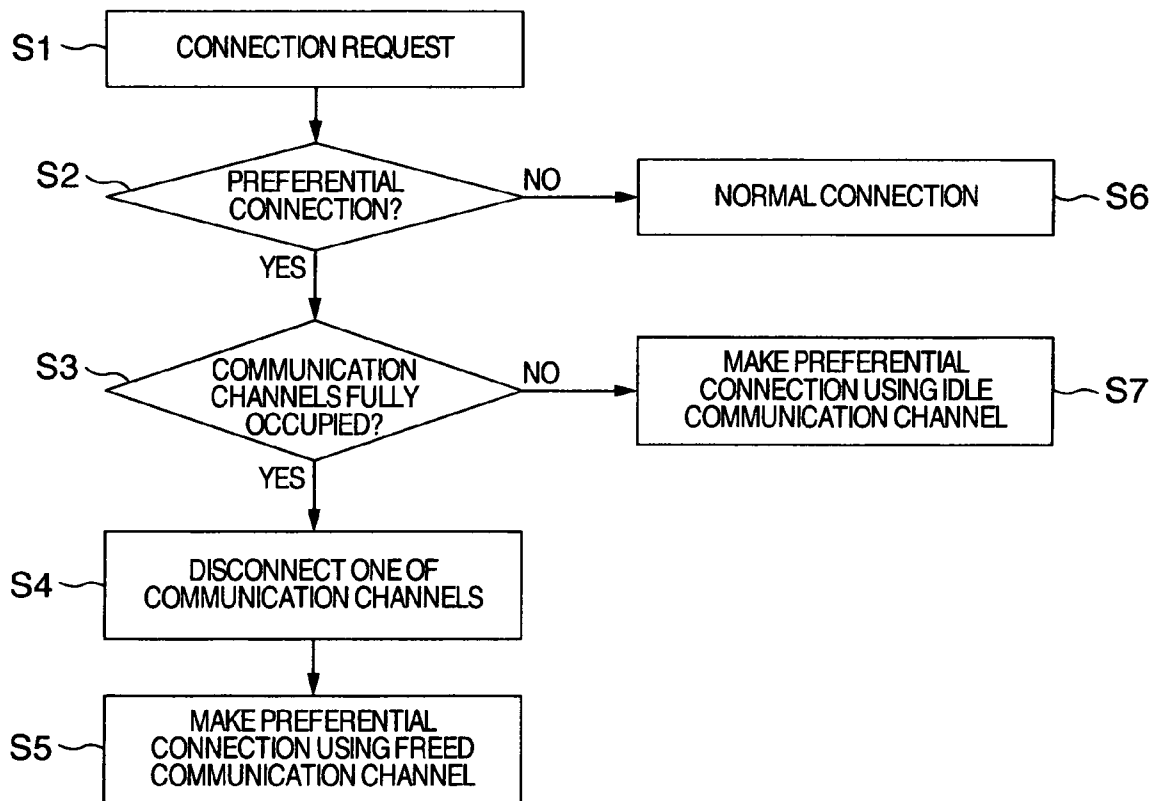 S1
CONNECTION REQUEST
S2
PREFERENTIAL
CONNECTION?
NO
NORMAL CONNECTION
S6
YES
S3
COMMUNICATION
CHANNELS FULLY
OCCUPIED?
NO
MAKE PREFERENTIAL
CONNECTION USING IDLE
COMMUNICATION CHANNEL
S7
YES
S4
DISCONNECT ONE OF
COMMUNICATION CHANNELS
S5
MAKE PREFERENTIAL
CONNECTION USING FREED
COMMUNICATION CHANNEL